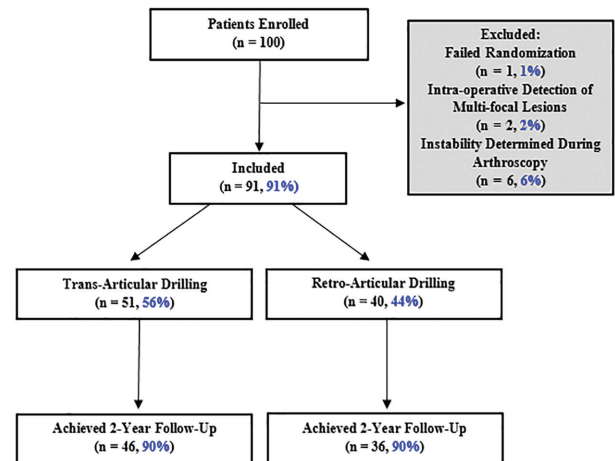 Patients Enrolled
(n = 100)
Excluded:
Failed Randomization
(n = 1, 1%)
Intra-operative Detection of
Multi-focal Lesions
(n = 2, 2%)
Instability Determined During
Arthroscopy
(n = 6, 6%)
Included
(n = 91, 91%)
Trans-Articular Drilling
(n = 51, 56%)
Retro-Articular Drilling
(n = 40, 44%)
Achieved 2-Year Follow-Up
(n = 46, 90%)
Achieved 2-Year Follow-Up
(n = 36, 90%)